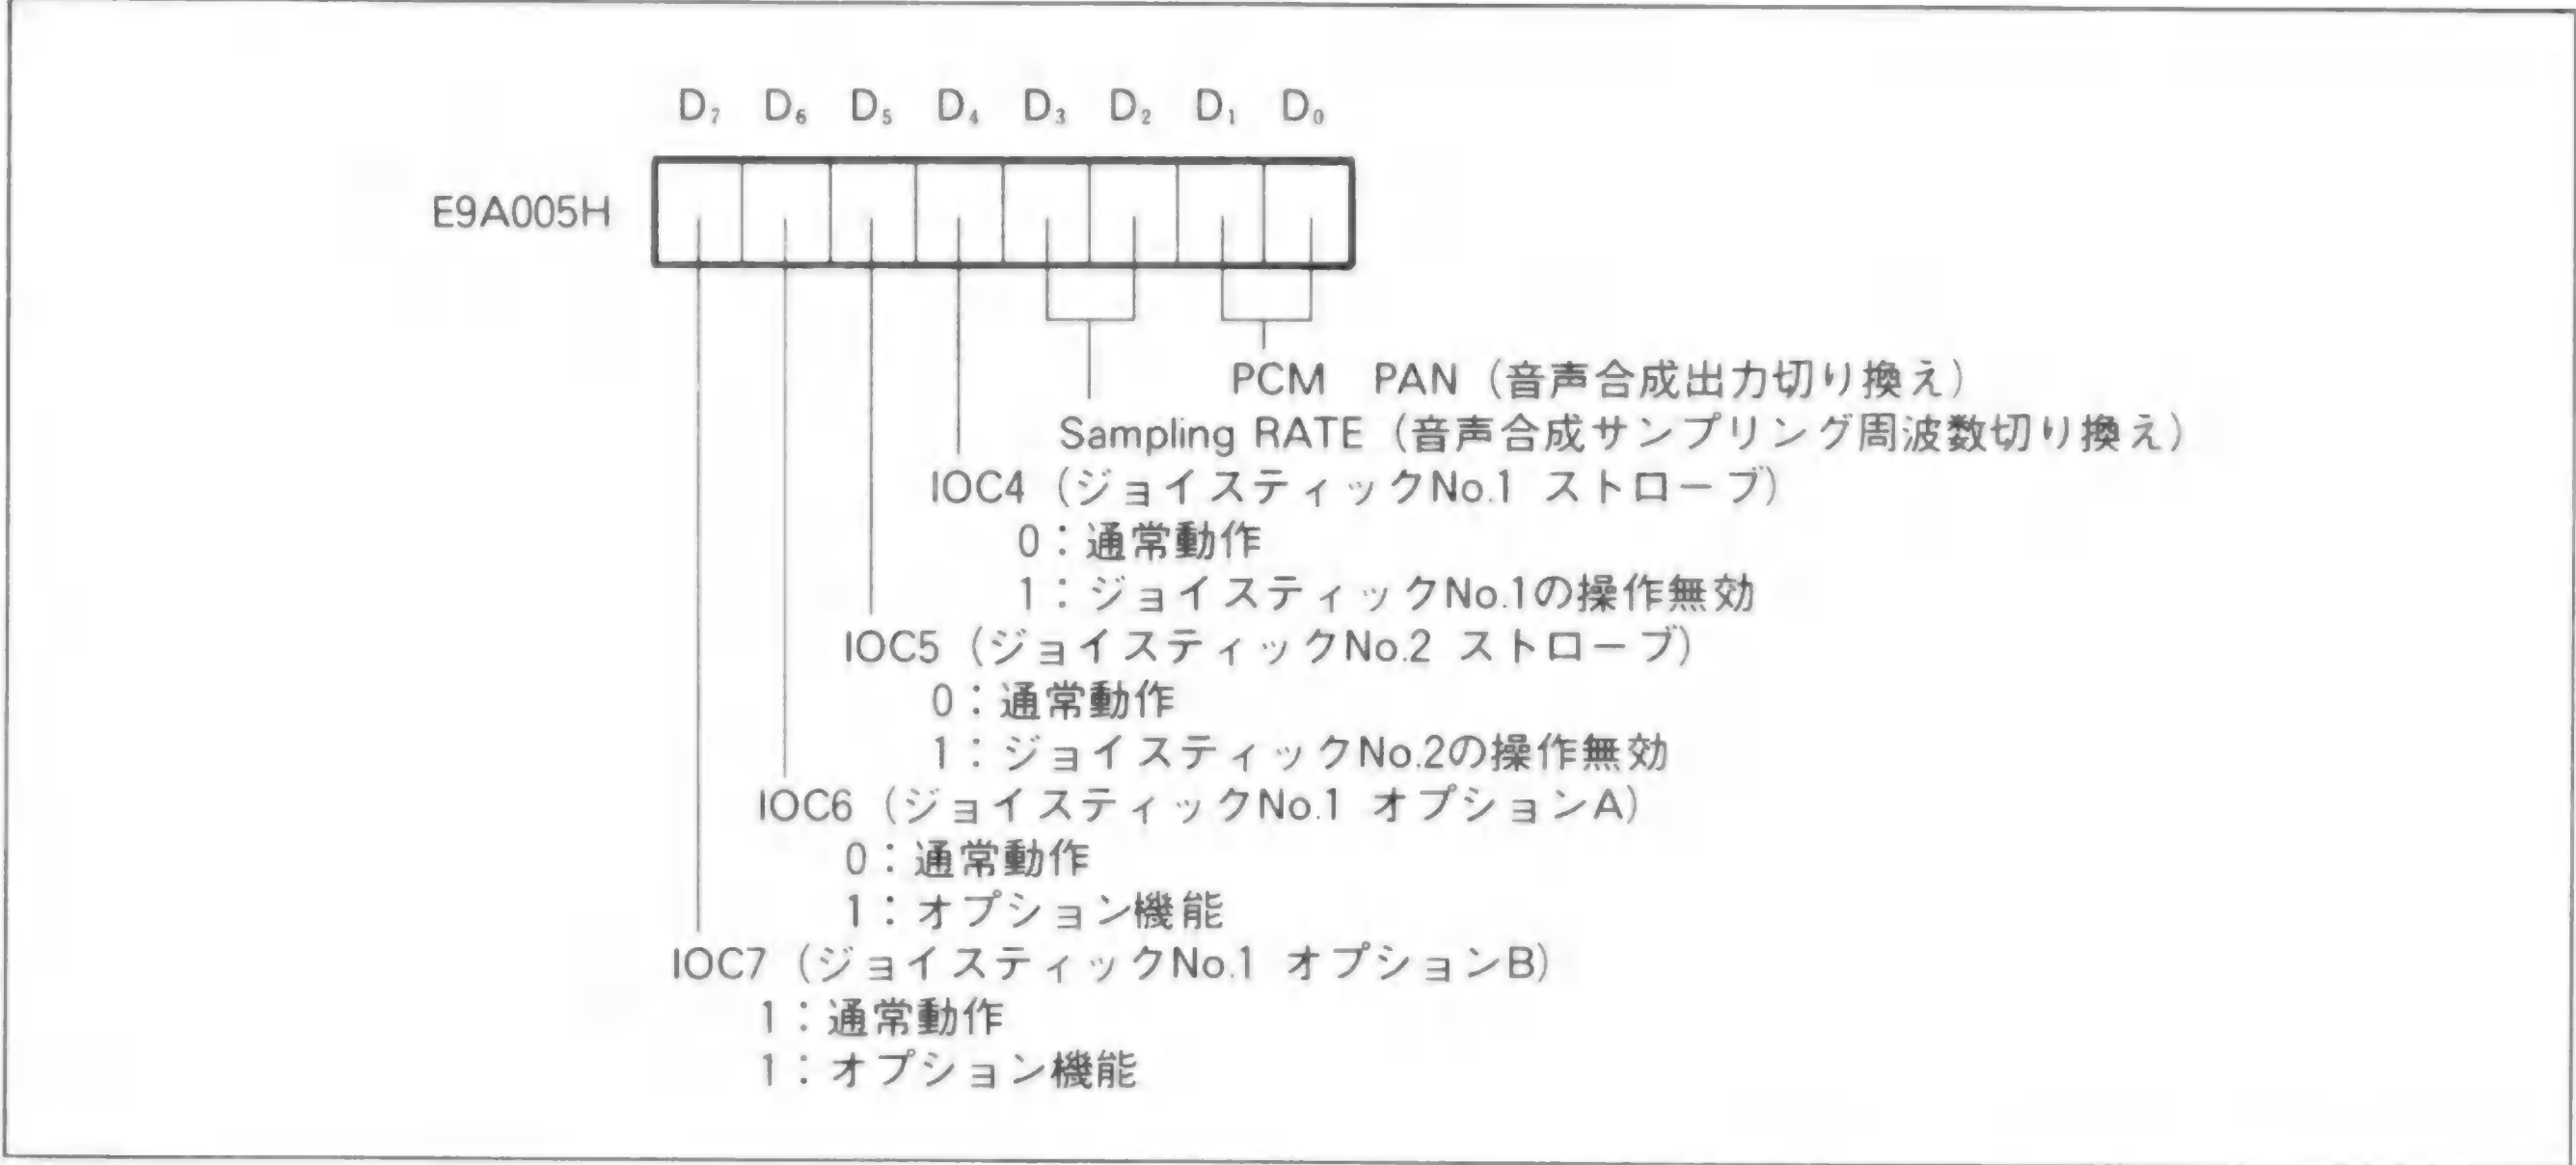 D₇ D₆ D₅ D₄ D₃ D₂ D₁ D₀
E9A005H
PCM PAN (音声合成出力切り換え)
Sampling RATE (音声合成サンプリング周波数切り換え)
IOC4 (ジョイスティックNo.1 ストローブ)
0：通常動作
1：ジョイスティックNo.1の操作無効
IOC5 (ジョイスティックNo.2 ストローブ)
0：通常動作
1：ジョイスティックNo.2の操作無効
IOC6 (ジョイスティックNo.1 オプションA)
0：通常動作
1：オプション機能
IOC7 (ジョイスティックNo.1 オプションB)
1：通常動作
1：オプション機能